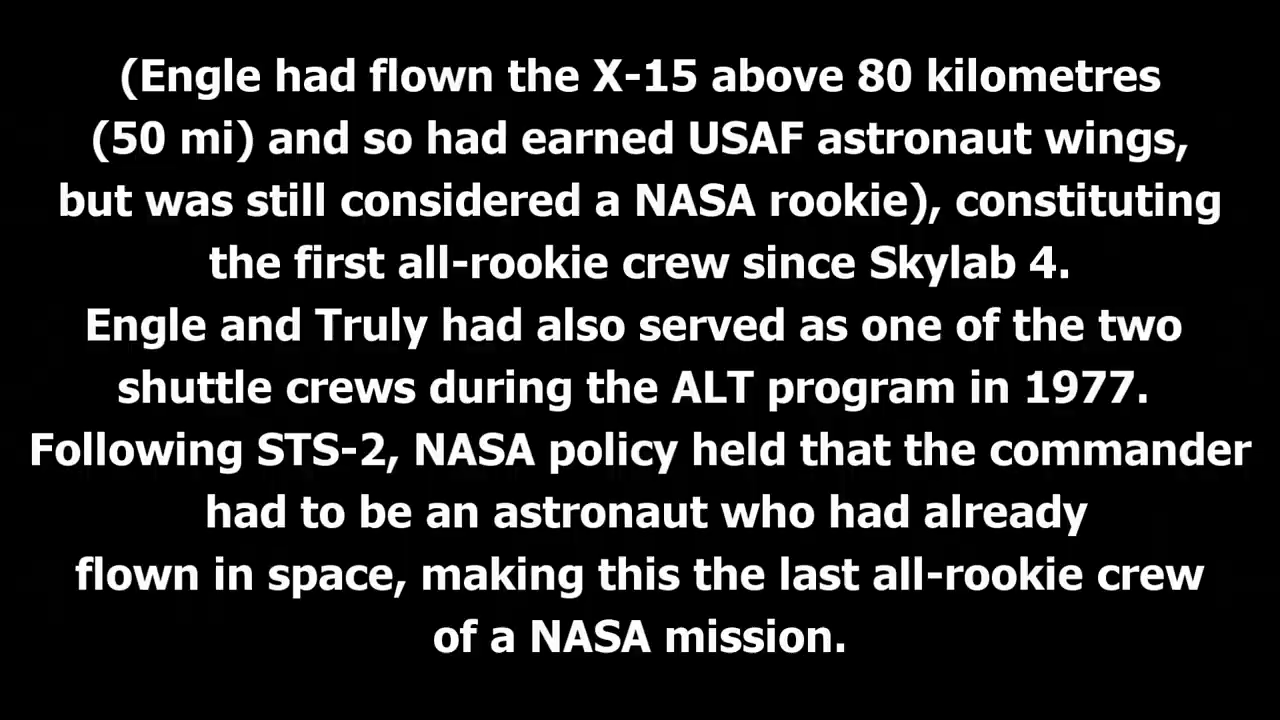 (Engle had flown the X-15 above 80 kilometres
(50 mi) and so had earned USAF astronaut wings,
but was still considered a NASA rookie), constituting
the first all-rookie crew since Skylab 4.
Engle and Truly had also served as one of the two
shuttle crews during the ALT program in 1977.
Following STS-2, NASA policy held that the commander
had to be an astronaut who had already
flown in space, making this the last all-rookie crew
of a NASA mission.